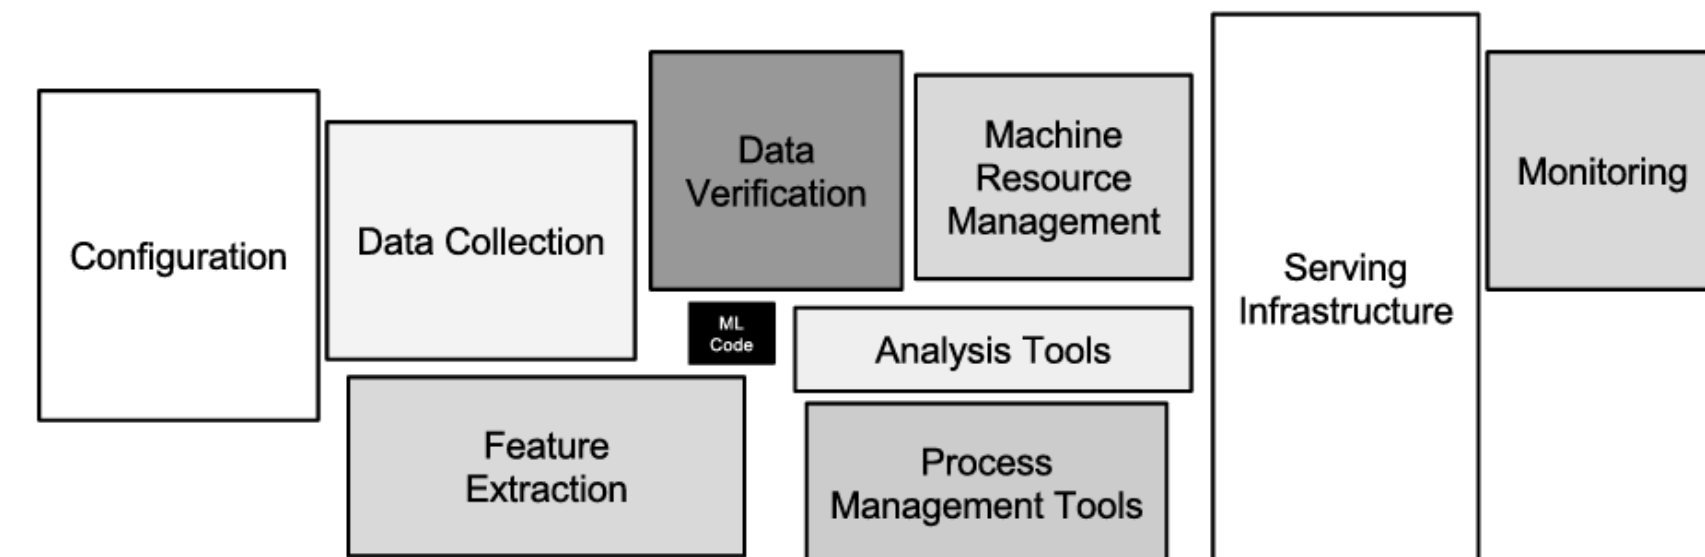 Configuration
Data Collection
Data
Verification
Machine
Resource
Management
Monitoring
Serving
Infrastructure
ML
Code
Analysis Tools
Feature
Extraction
Process
Management Tools